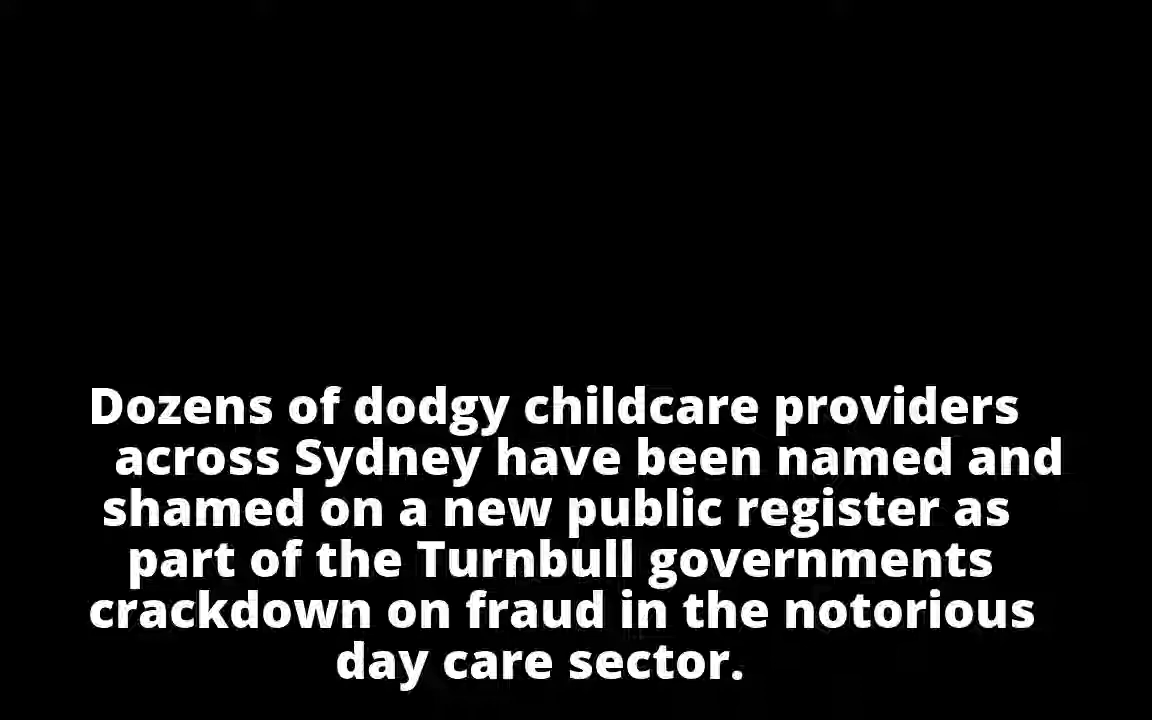 Dozens of dodgy childcare providers
across Sydney have been named and
shamed on a new public register as
part of the Turnbull governments
crackdown on fraud in the notorious
day care sector.